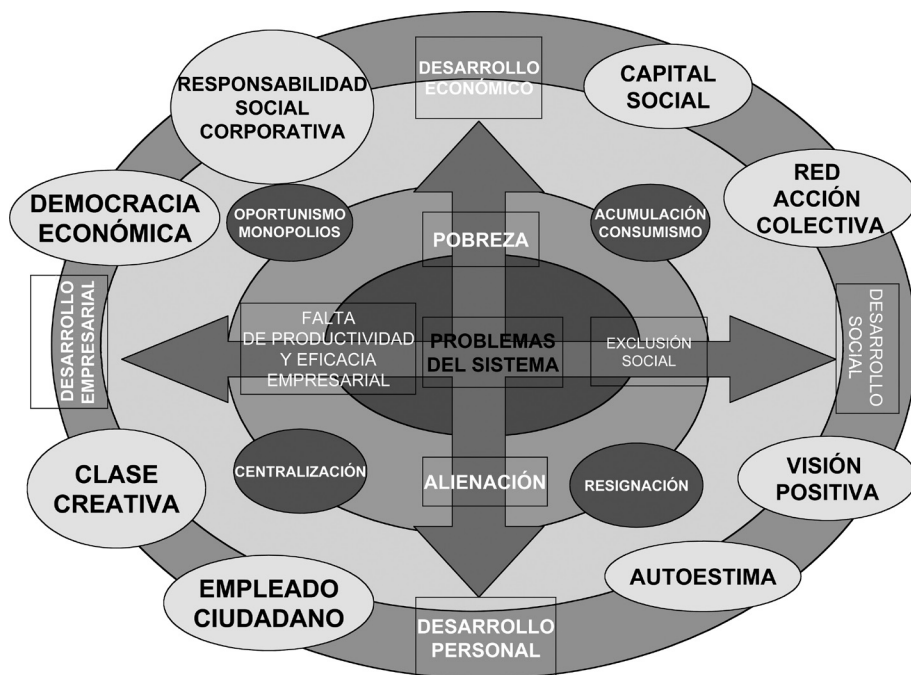 RESPONSABILIDAD
SOCIAL
CORPORATIVA
DESARROLLO
ECONÓMICO
CAPITAL
SOCIAL
DEMOCRACIA
ECONÓMICA
OPORTUNISMO
MONOPOLIOS
POBREZA
ACUMULACIÓN
CONSUMISMO
RED
ACCIÓN
COLECTIVA
DESARROLLO
EMPRESARIAL
FALTA
DE PRODUCTIVIDAD
Y EFICACIA
EMPRESARIAL
PROBLEMAS
DEL SISTEMA
EXCLUSIÓN
SOCIAL
DESARROLLO
SOCIAL
CLASE
CREATIVA
CENTRALIZACIÓN
ALIENACIÓN
RESIGNACIÓN
VISIÓN
POSITIVA
EMPLEADO
CIUDADANO
DESARROLLO
PERSONAL
AUTOESTIMA